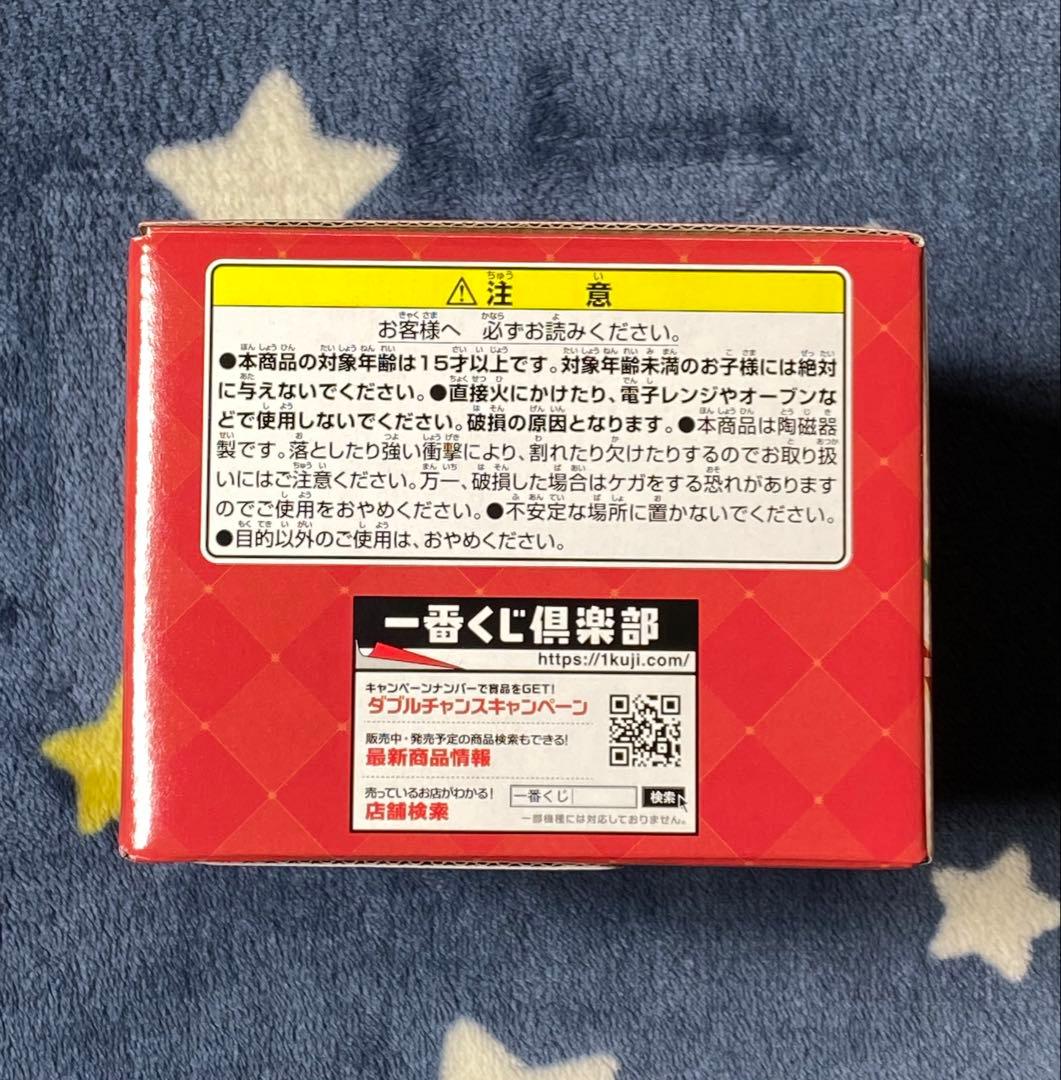 ⚠注 意
お客様へ 必ずお読みください。
●本商品の対象年齢は15才以上です。対象年齢未満のお子様には絶対
に与えないでください。●直接火にかけたり、電子レンジやオーブンな
どで使用しないでください。破損の原因となります。●本商品は陶磁器
製です。落としたり強い衝撃により、割れたり欠けたりするのでお取り扱
いにはご注意ください。万一、破損した場合はケガをする恐れがあります
のでご使用をおやめください。●不安定な場所に置かないでください。
●目的以外のご使用は、おやめください。
一番くじ倶楽部
https://1kuji.com/
キャンペーンナンバーで賞品をGET!
ダブルチャンスキャンペーン
販売中・発売予定の商品検索もできる!
最新商品情報
売っているお店がわかる!
店舗検索
一番くじ 検索
一部機種には対応しておりません。